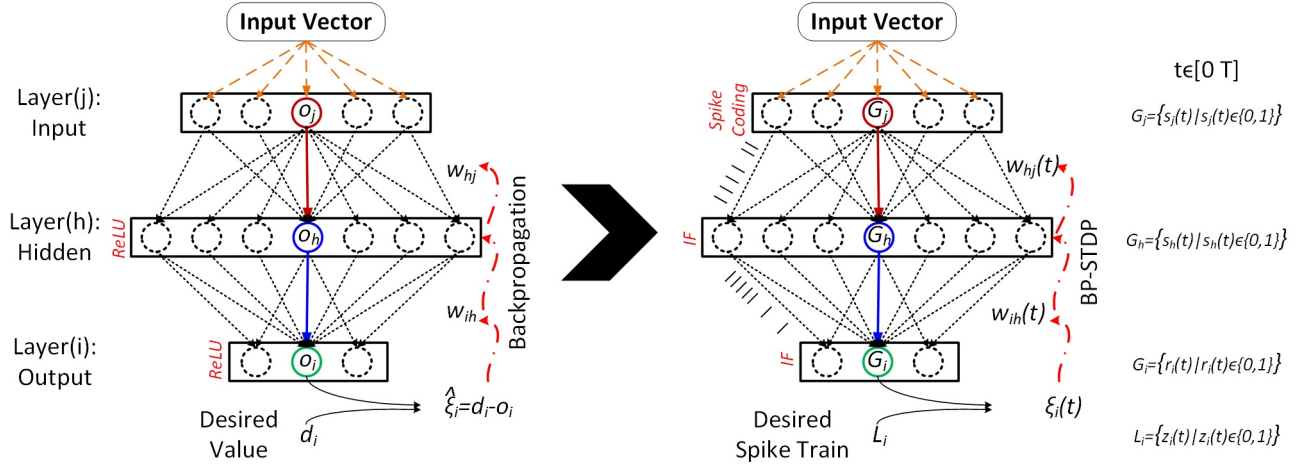 Input Vector
Layer(j):
Input
o_j
w_hj
Layer(h):
Hidden
ReLU
o_h
Backpropagation
w_ih
Layer(i):
Output
ReLU
o_i
Desired
Value
d_i
ξ̂_i=d_i-o_i
Input Vector
Spike
Coding
G_j
w_hj(t)
IF
G_h
BP-STDP
w_ih(t)
IF
G_i
Desired
Spike Train
L_i
ξ_i(t)
tϵ[0 T]
G_j={s_j(t)|s_j(t)ϵ{0,1}}
G_h={s_h(t)|s_h(t)ϵ{0,1}}
G_i={r_i(t)|r_i(t)ϵ{0,1}}
L_i={z_i(t)|z_i(t)ϵ{0,1}}